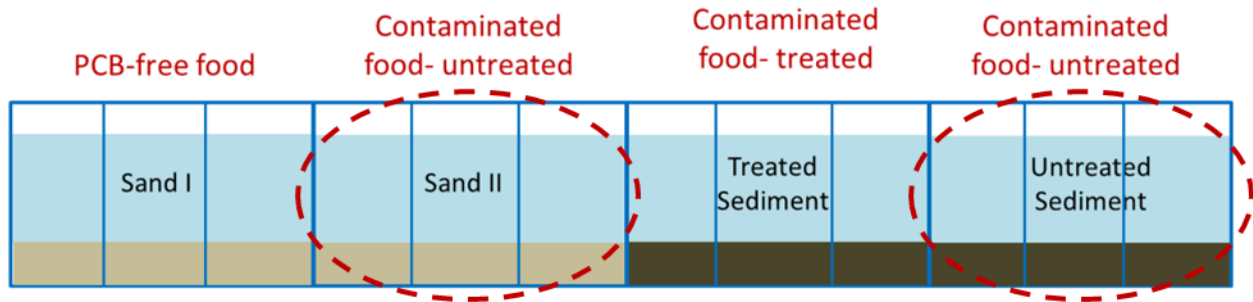 PCB-free food
Contaminated
food- untreated
Contaminated
food- treated
Contaminated
food- untreated
Sand I
Sand II
Treated
Sediment
Untreated
Sediment